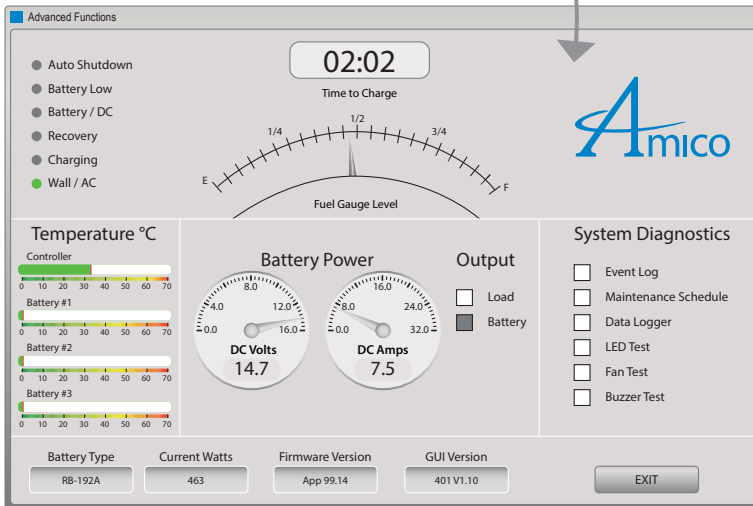 Advanced Functions
Auto Shutdown
Battery Low
Battery / DC
Recovery
Charging
Wall / AC
02:02
Time to Charge
E
1/4
1/2
3/4
F
Fuel Gauge Level
Amico
Temperature °C
Controller
0 10 20 30 40 50 60 70
Battery #1
0 10 20 30 40 50 60 70
Battery #2
0 10 20 30 40 50 60 70
Battery #3
0 10 20 30 40 50 60 70
Battery Power
0.0 4.0 8.0 12.0 16.0
DC Volts
14.7
0.0 8.0 16.0 24.0 32.0
DC Amps
7.5
Output
Load
Battery
System Diagnostics
Event Log
Maintenance Schedule
Data Logger
LED Test
Fan Test
Buzzer Test
Battery Type
RB-192A
Current Watts
463
Firmware Version
App 99.14
GUI Version
401 V1.10
EXIT